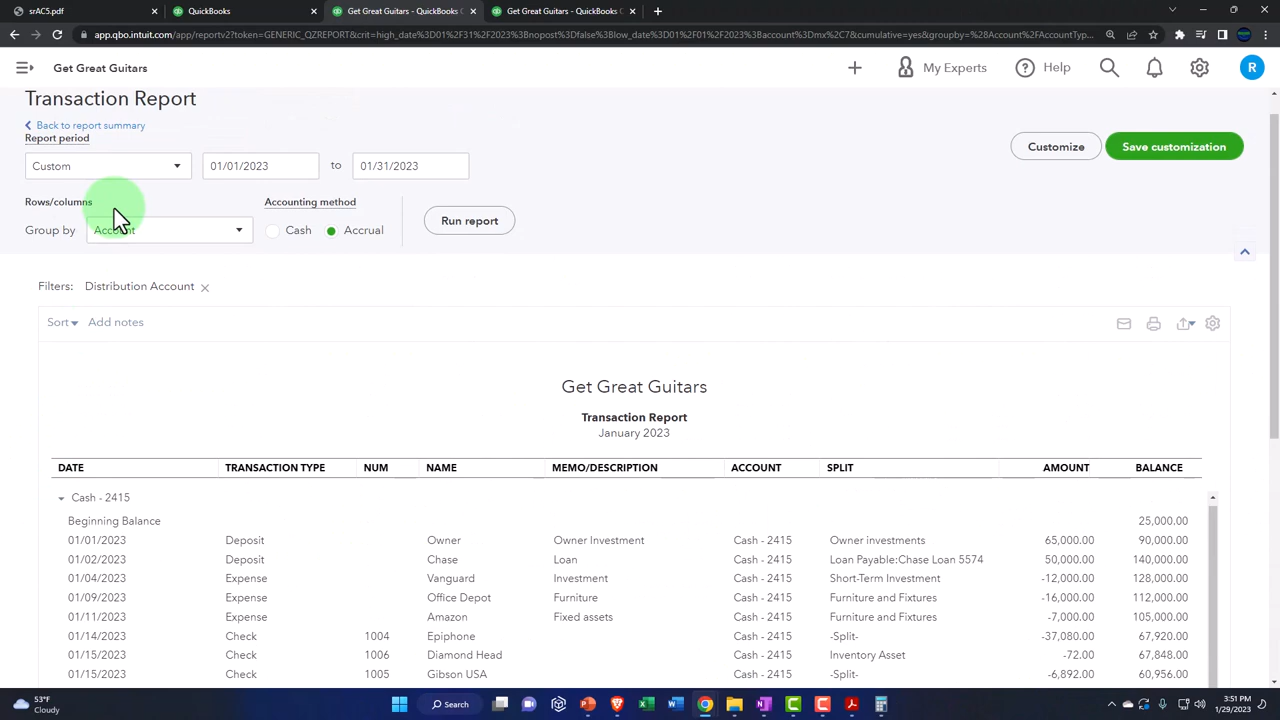 srACS.pdf
QuickBooks
Get Great Guitars - QuickBooks O
Get Great Guitars - QuickBooks O
app.qbo.intuit.com/app/reportv2?token=GENERIC_QZREPORT&crit=high_date%3D01%2F31%2F2023%3Bnopost%3Dfalse%3Blow_date%3D01%2F01%2F2023%3Baccount%3Dmx%2C7&cumulative=yes&groupby=%28Account%2FAccountTyp...
Get Great Guitars
My Experts
Help
R
Transaction Report
Back to report summary
Report period
Custom
01/01/2023
to
01/31/2023
Customize
Save customization
Rows/columns
Accounting method
Group by
Account
Cash
Accrual
Run report
Filters: Distribution Account
Sort
Add notes
Get Great Guitars
Transaction Report
January 2023
DATE TRANSACTION TYPE NUM NAME MEMO/DESCRIPTION ACCOUNT SPLIT AMOUNT BALANCE
Cash - 2415
Beginning Balance 25,000.00
01/01/2023 Deposit Owner Owner Investment Cash - 2415 Owner investments 65,000.00 90,000.00
01/02/2023 Deposit Chase Loan Cash - 2415 Loan Payable:Chase Loan 5574 50,000.00 140,000.00
01/04/2023 Expense Vanguard Investment Cash - 2415 Short-Term Investment -12,000.00 128,000.00
01/09/2023 Expense Office Depot Furniture Cash - 2415 Furniture and Fixtures -16,000.00 112,000.00
01/11/2023 Expense Amazon Fixed assets Cash - 2415 Furniture and Fixtures -7,000.00 105,000.00
01/14/2023 Check 1004 Epiphone Cash - 2415 -Split- -37,080.00 67,920.00
01/15/2023 Check 1006 Diamond Head Cash - 2415 Inventory Asset -72.00 67,848.00
01/15/2023 Check 1005 Gibson USA Cash - 2415 -Split- -6,892.00 60,956.00
53°F
Cloudy
Search
3:51 PM
1/29/2023